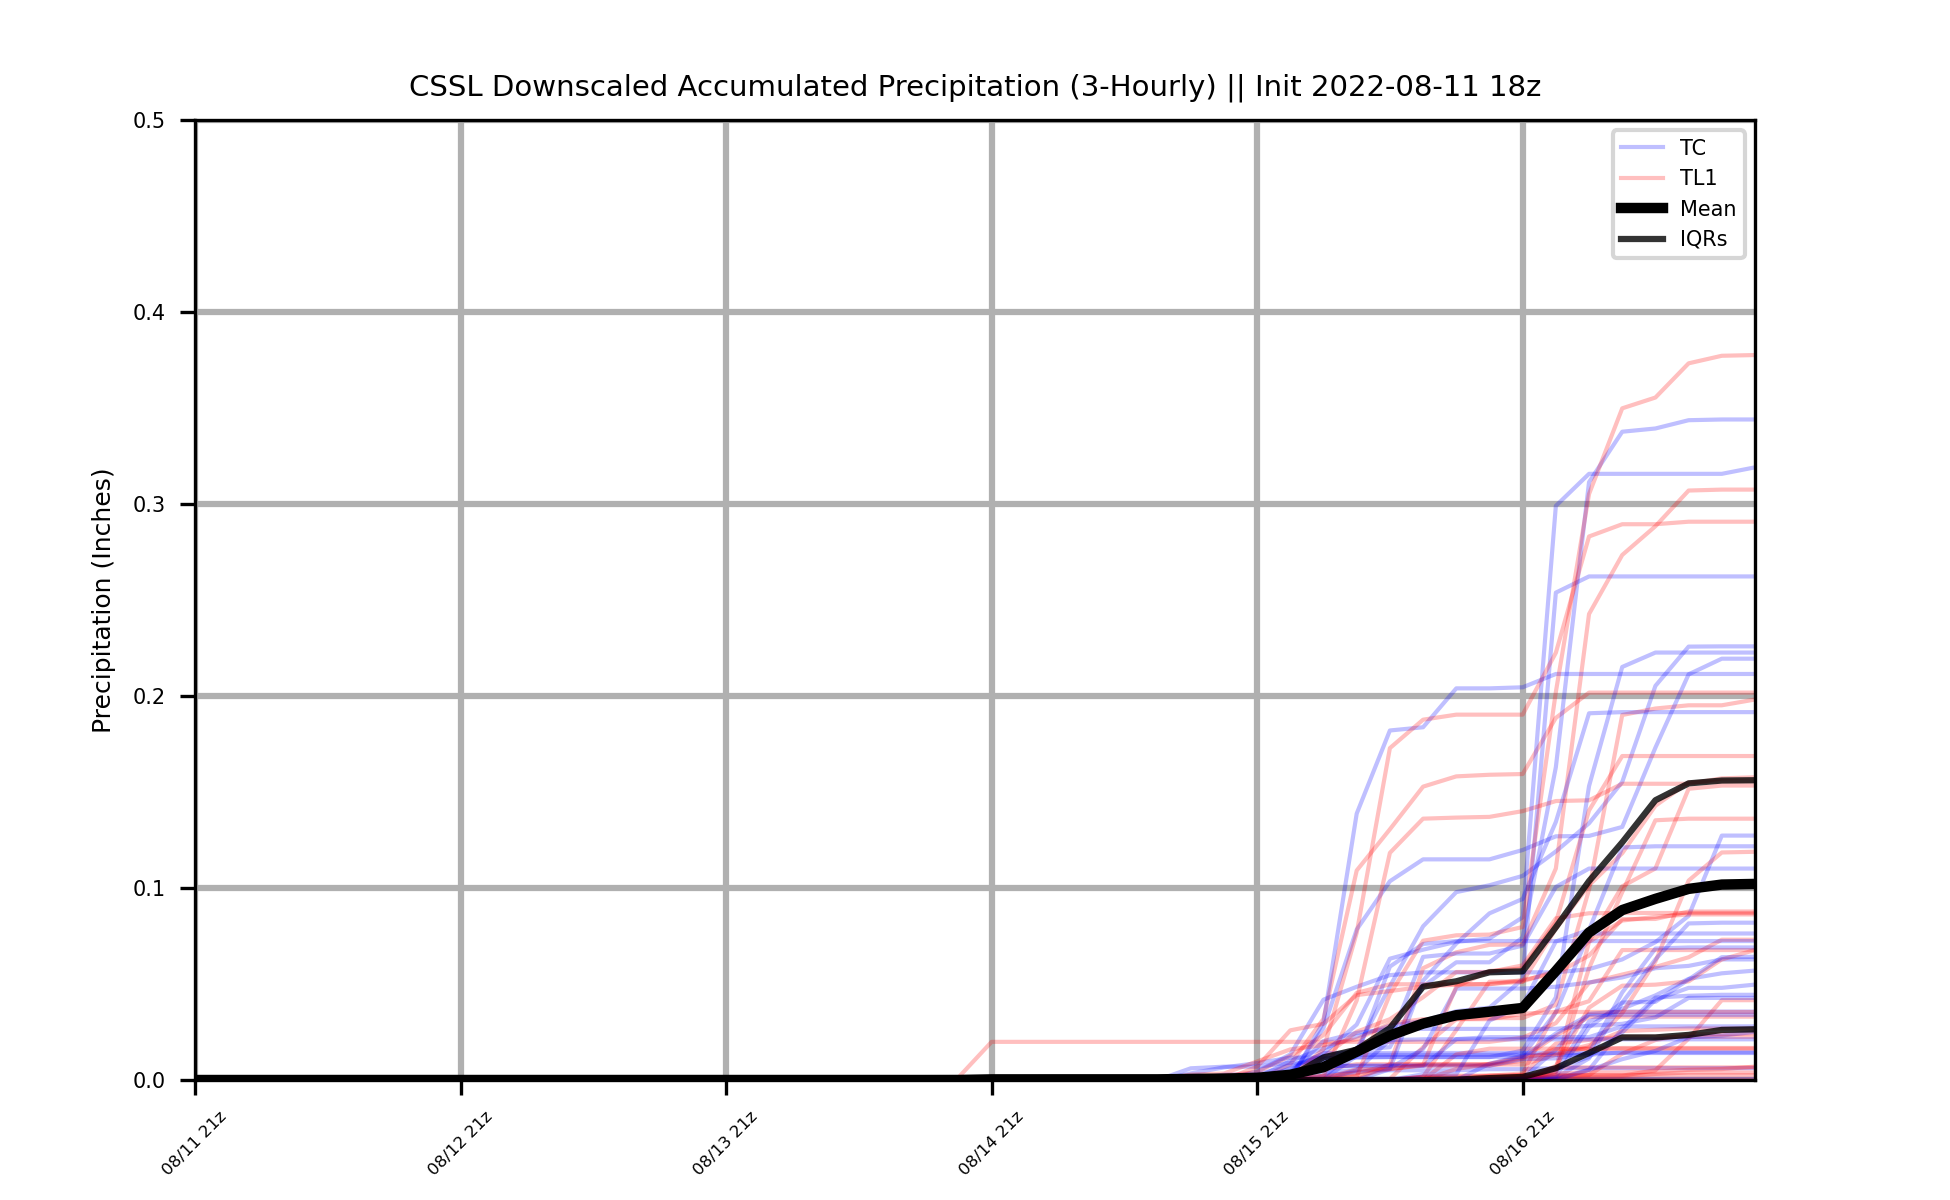 CSSL Downscaled Accumulated Precipitation (3-Hourly) || Init 2022-08-11 18z
0.5
0.4
0.3
0.2
0.1
0.0
Precipitation (Inches)
TC
TL1
Mean
IQRs
08/11 21z
08/12 21z
08/13 21z
08/14 21z
08/15 21z
08/16 21z